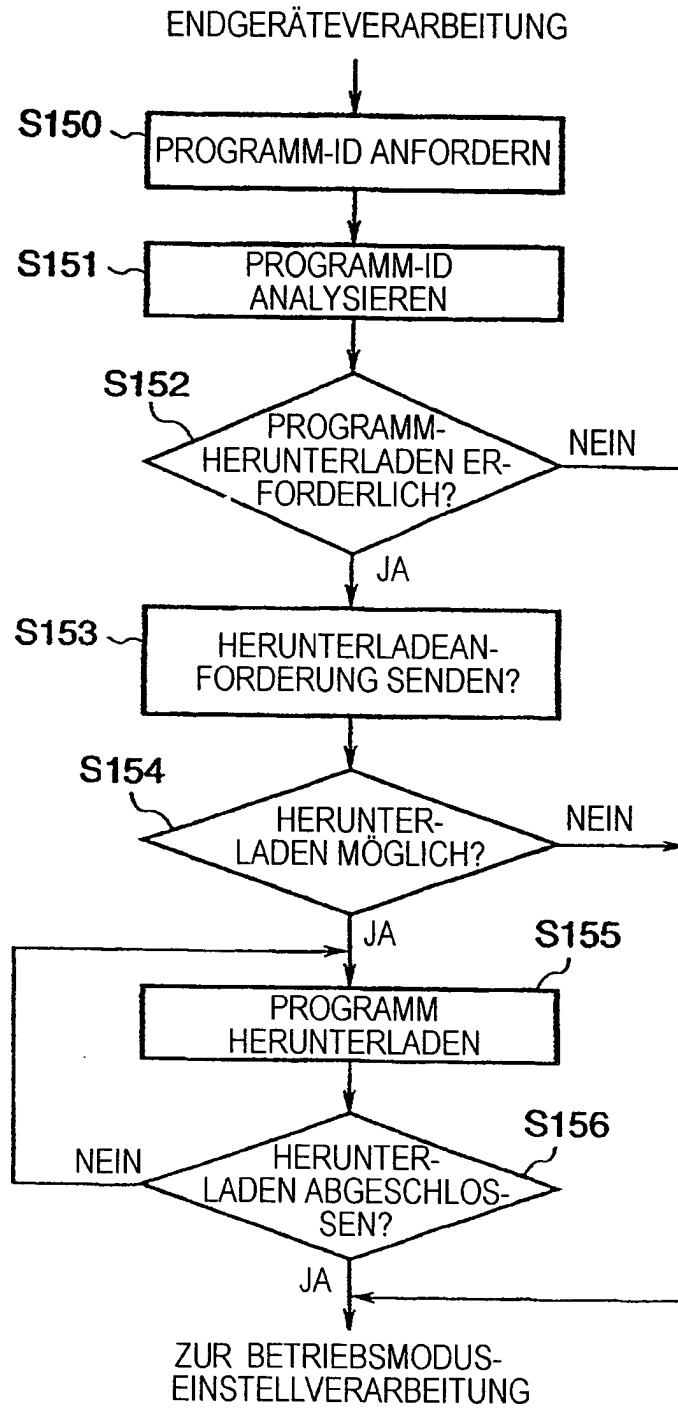 ENDGERÄTEVERARBEITUNG
S150
PROGRAMM-ID ANFORDERN
S151
PROGRAMM-ID
ANALYSIEREN
S152
PROGRAMM-
HERUNTERLADEN ER-
FORDERLICH?
NEIN
JA
S153
HERUNTERLADEAN-
FORDERUNG SENDEN?
S154
HERUNTER-
LADEN MÖGLICH?
NEIN
JA
S155
PROGRAMM
HERUNTERLADEN
S156
HERUNTER-
LADEN ABGESCHLOS-
SEN?
NEIN
JA
ZUR BETRIEBSMODUS-
EINSTELLVERARBEITUNG